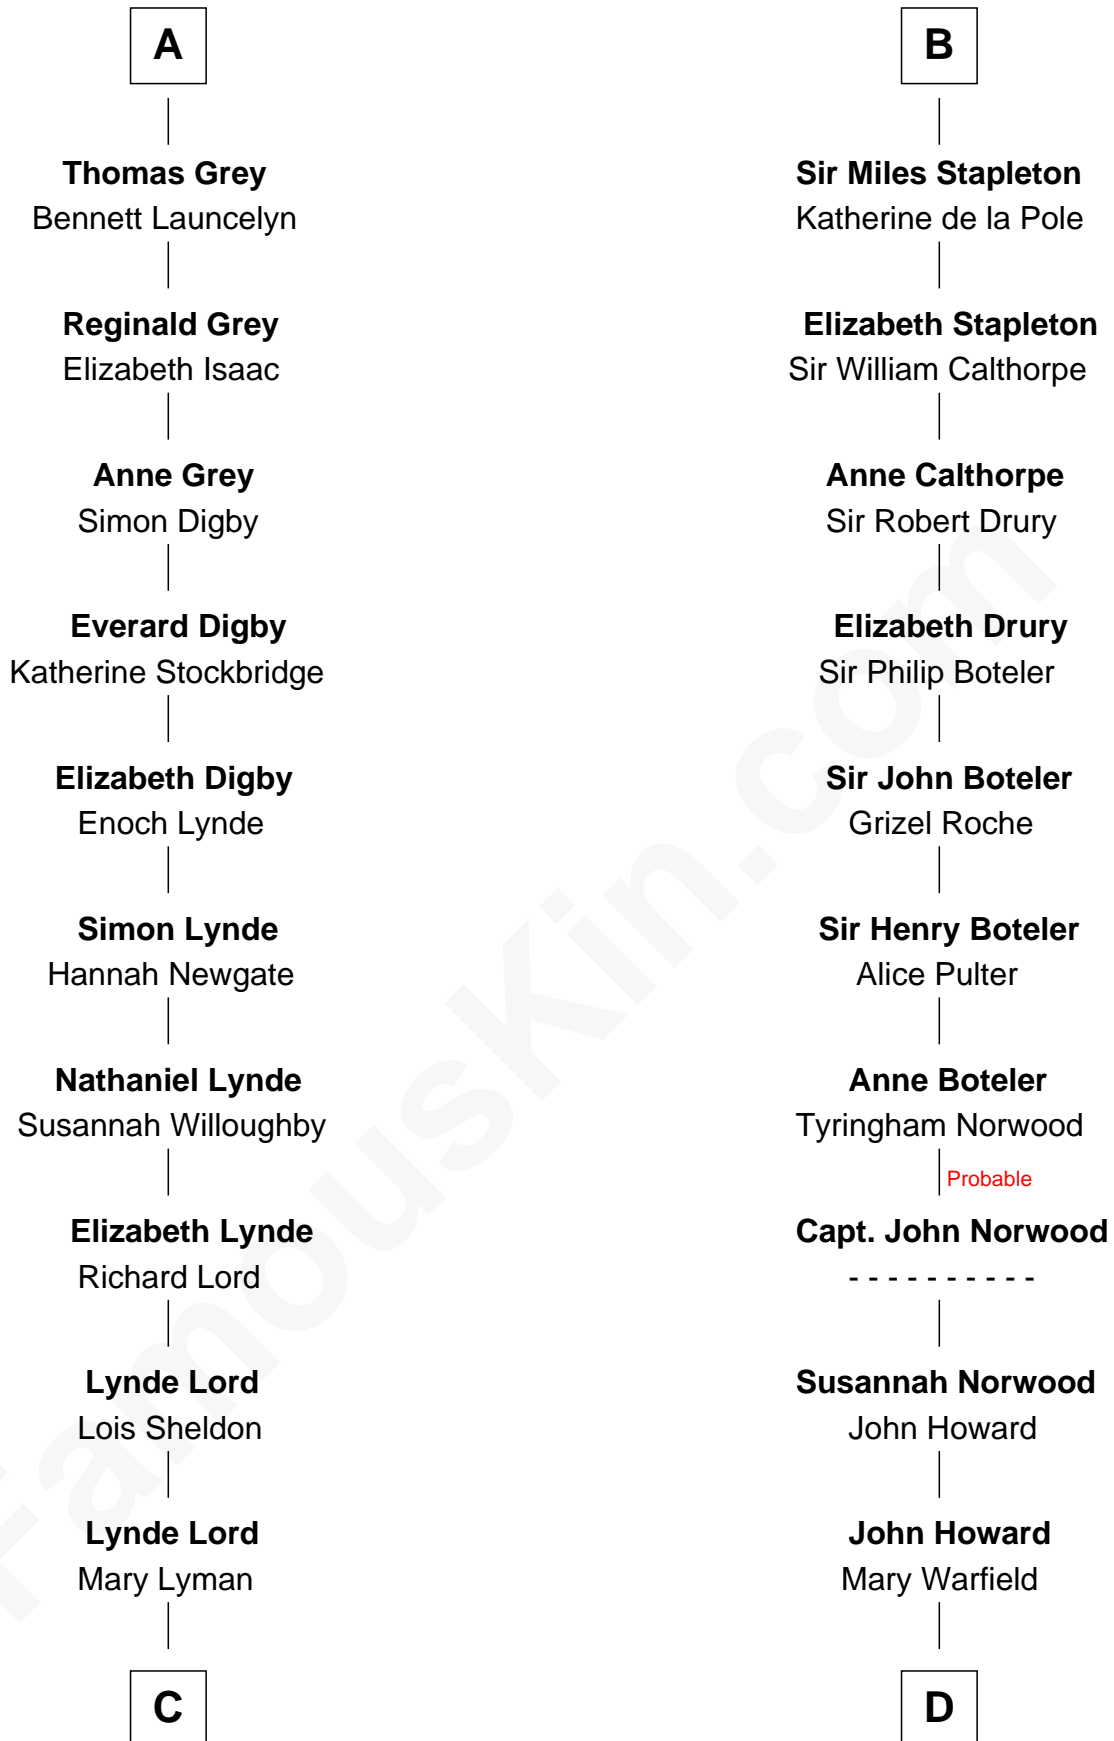 A
Thomas Grey
Bennett Launcelyn
Reginald Grey
Elizabeth Isaac
Anne Grey
Simon Digby
Everard Digby
Katherine Stockbridge
Elizabeth Digby
Enoch Lynde
Simon Lynde
Hannah Newgate
Nathaniel Lynde
Susannah Willoughby
Elizabeth Lynde
Richard Lord
Lynde Lord
Lois Sheldon
Lynde Lord
Mary Lyman
C
B
Sir Miles Stapleton
Katherine de la Pole
Elizabeth Stapleton
Sir William Calthorpe
Anne Calthorpe
Sir Robert Drury
Elizabeth Drury
Sir Philip Boteler
Sir John Boteler
Grizel Roche
Sir Henry Boteler
Alice Pulter
Anne Boteler
Tyringham Norwood
Probable
Capt. John Norwood
- - - - - - - - - -
Susannah Norwood
John Howard
John Howard
Mary Warfield
D
FamousKin.com